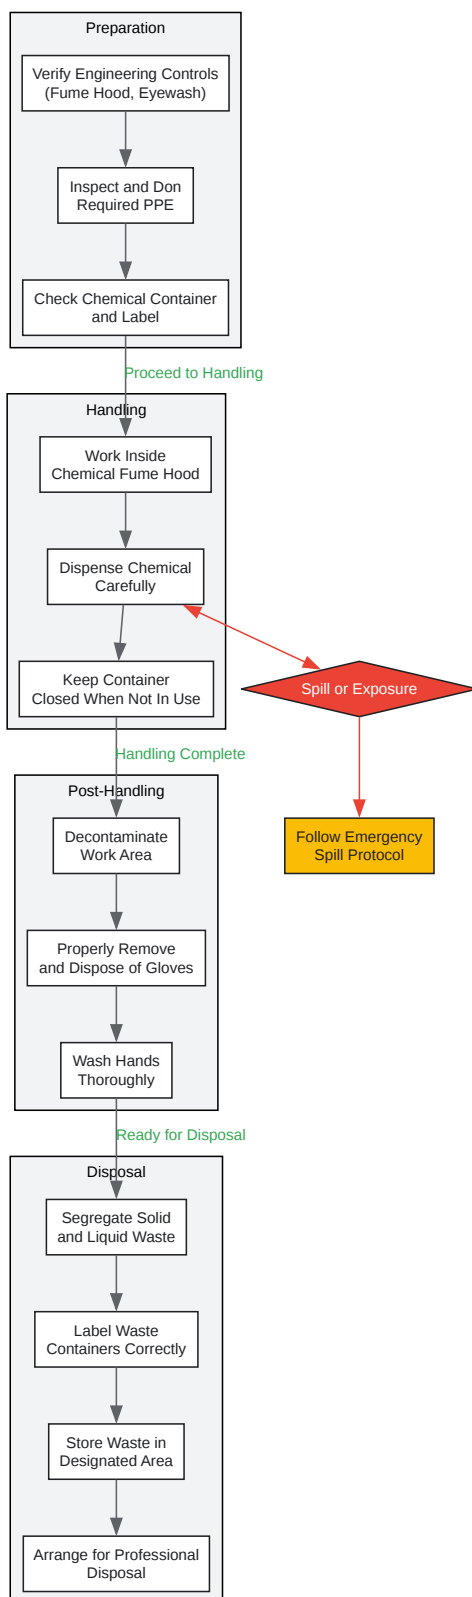 Preparation
Verify Engineering Controls
(Fume Hood, Eyewash)
Inspect and Don
Required PPE
Check Chemical Container
and Label
Proceed to Handling
Handling
Work Inside
Chemical Fume Hood
Dispense Chemical
Carefully
Keep Container
Closed When Not In Use
Spill or Exposure
Handling Complete
Post-Handling
Decontaminate
Work Area
Follow Emergency
Spill Protocol
Properly Remove
and Dispose of Gloves
Wash Hands
Thoroughly
Ready for Disposal
Disposal
Segregate Solid
and Liquid Waste
Label Waste
Containers Correctly
Store Waste in
Designated Area
Arrange for Professional
Disposal